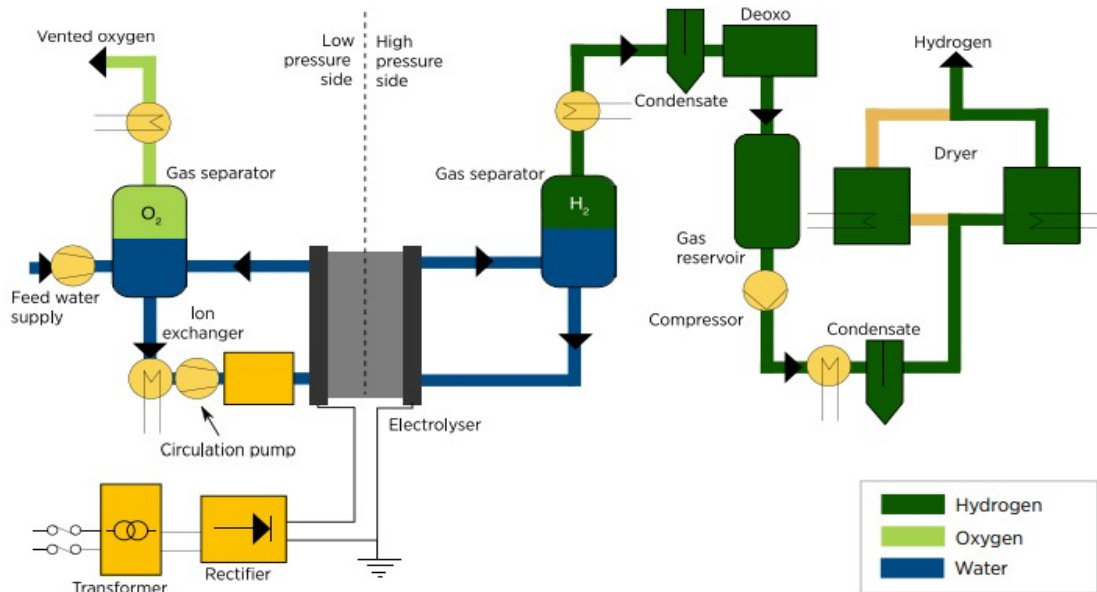 Vented oxygen
Low
pressure
side
High
pressure
side
Deoxo
Hydrogen
Condensate
Dryer
Gas separator
Gas separator
O2
H2
Gas
reservoir
Feed water
supply
Ion
exchanger
Compressor
Condensate
Electrolyser
Circulation pump
Hydrogen
Oxygen
Water
Transformer
Rectifier